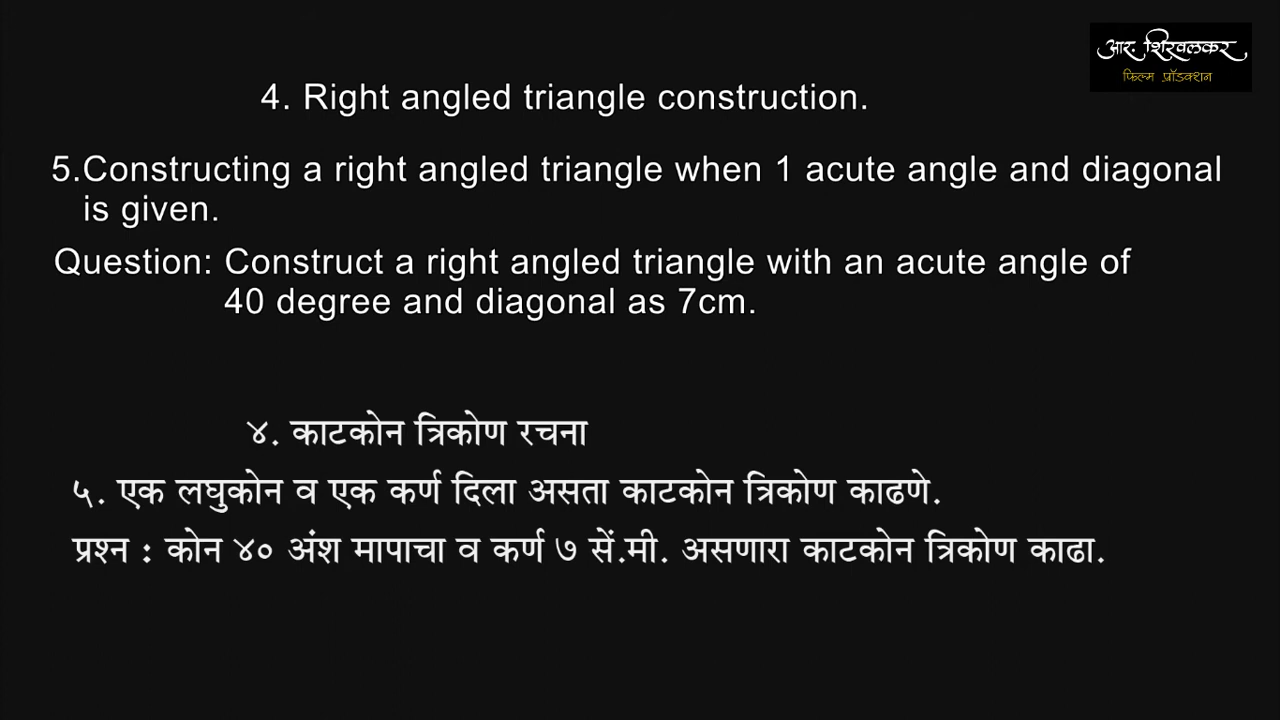 आर. शिरवलकर
फिल्म प्रॉडक्शन
4. Right angled triangle construction.
5.Constructing a right angled triangle when 1 acute angle and diagonal
is given.
Question: Construct a right angled triangle with an acute angle of
40 degree and diagonal as 7cm.
४. काटकोन त्रिकोण रचना
५. एक लघुकोन व एक कर्ण दिला असता काटकोन त्रिकोण काढणे.
प्रश्न : कोन ४० अंश मापाचा व कर्ण ७ सें.मी. असणारा काटकोन त्रिकोण काढा.